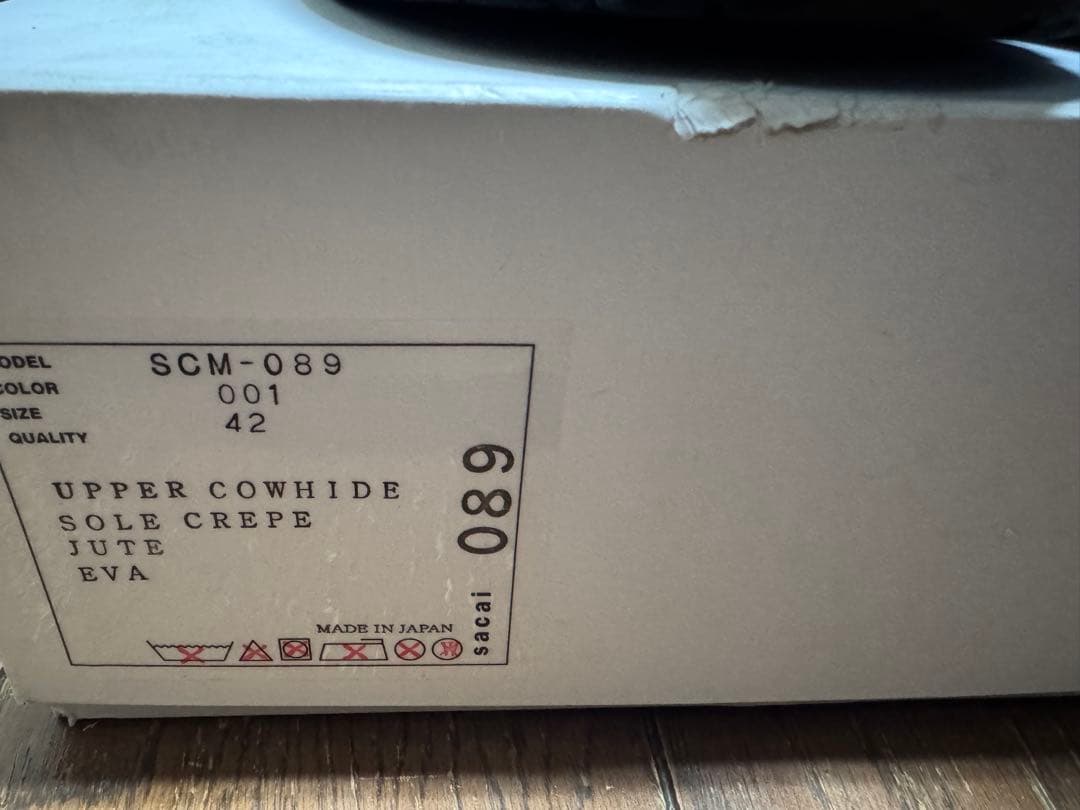 ODEL SCM-089
COLOR 001
SIZE 42
QUALITY
UPPER COWHIDE
SOLE CREPE
JUTE
EVA
MADE IN JAPAN
sacai 089